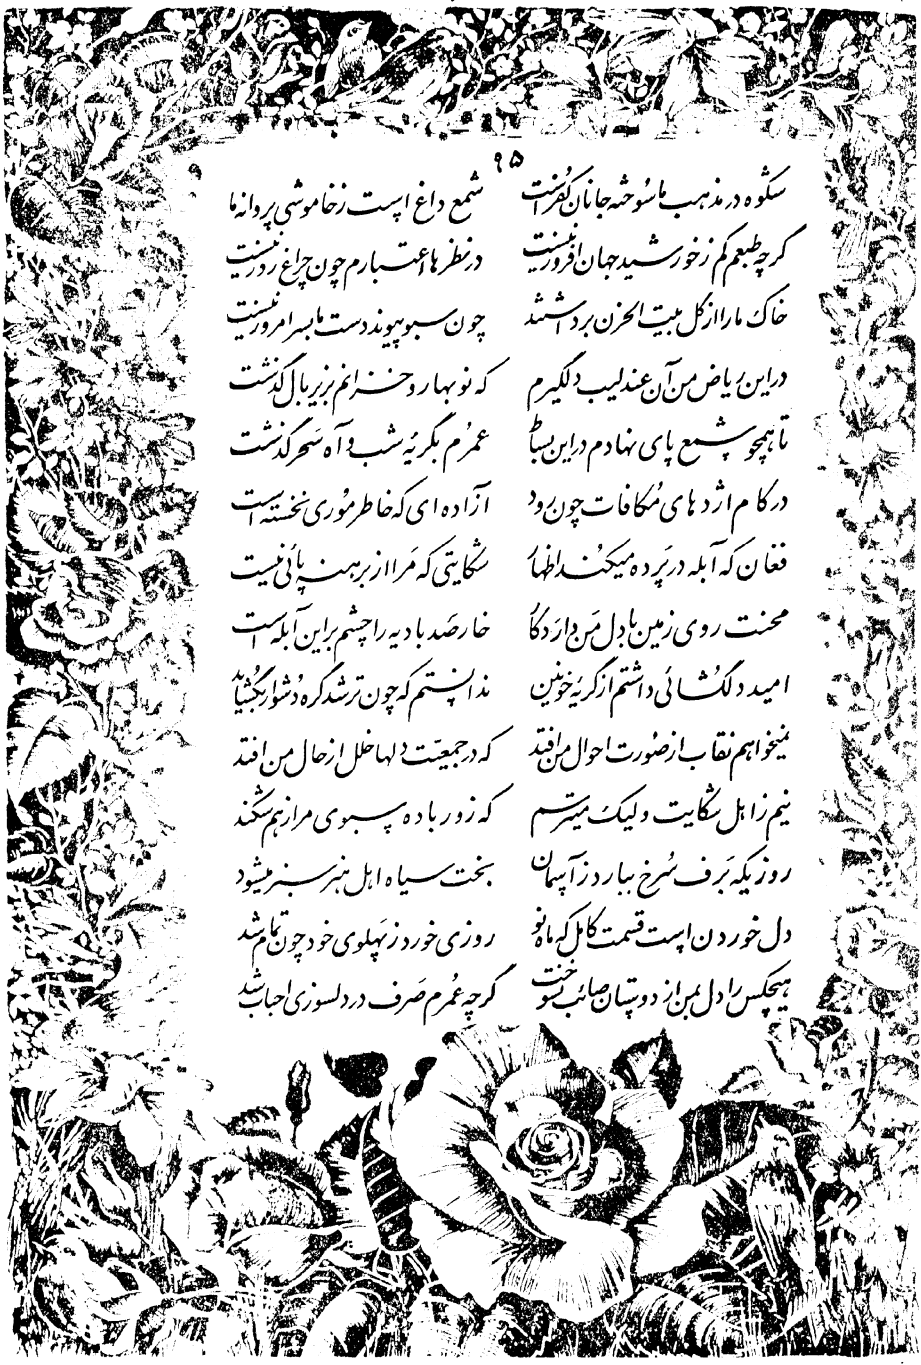 ۹۵
شکوه در مذهب ما سوخته جانان کفر است شمع داغ است ز خاموشی پروانه ما
گرچه طبعم کم ز خورشید جهان افروز نیست در نظرها اعتبارم چون چراغ روز نیست
خاک ما را از گل بیت الحزن برداشتند چون سبو پیوند دست ما بسر امروز نیست
در این ریاض من آن عندلیب دلگیرم که نوبهار و خزانم بزیر بال گذشت
تا همچو شمع پای نهادم در این بساط عمرم بگریه شب و آه سحر گذشت
در کام اژدهای مکافات چون رود آزاده ای که خاطر موری نخسته است
فغان که آبله در پرده میکند اظهار شکایتی که مرا از برهنه پائی نیست
محنت روی زمین با دل من دارد کار خار صد بادیه را چشم بر این آبله است
امید دلگشائی داشتم از گریه خونین ندانستم که چون تر شد گره دشوار بگشاید
نمیخواهم نقاب از صورت احوال من افتد که در جمعیت دلها خلل از حال من افتد
نیم ز اهل شکایت ولیک میترسم که زور باده سبوی مرا ز هم شکند
روزیکه برف سرخ ببارد ز آسمان بخت سیاه اهل هنر سبز میشود
دل خوردن است قسمت کامل که ماه نو روزی خورد ز پهلوی خود چون تمام شد
هیچکس را دل بمن از دوستان صائب نسوخت گرچه عمرم صرف در دلسوزی احباب شد